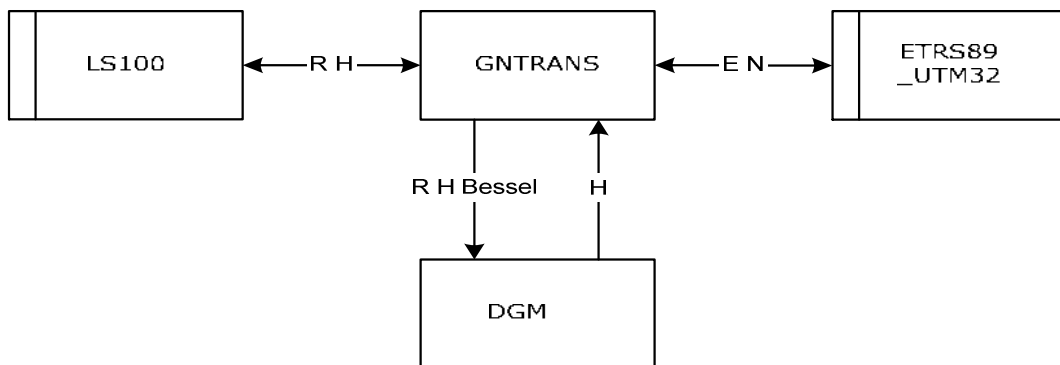 LS100
R H
GNTRANS
E N
ETRS89
_UTM32
R H Bessel
H
DGM